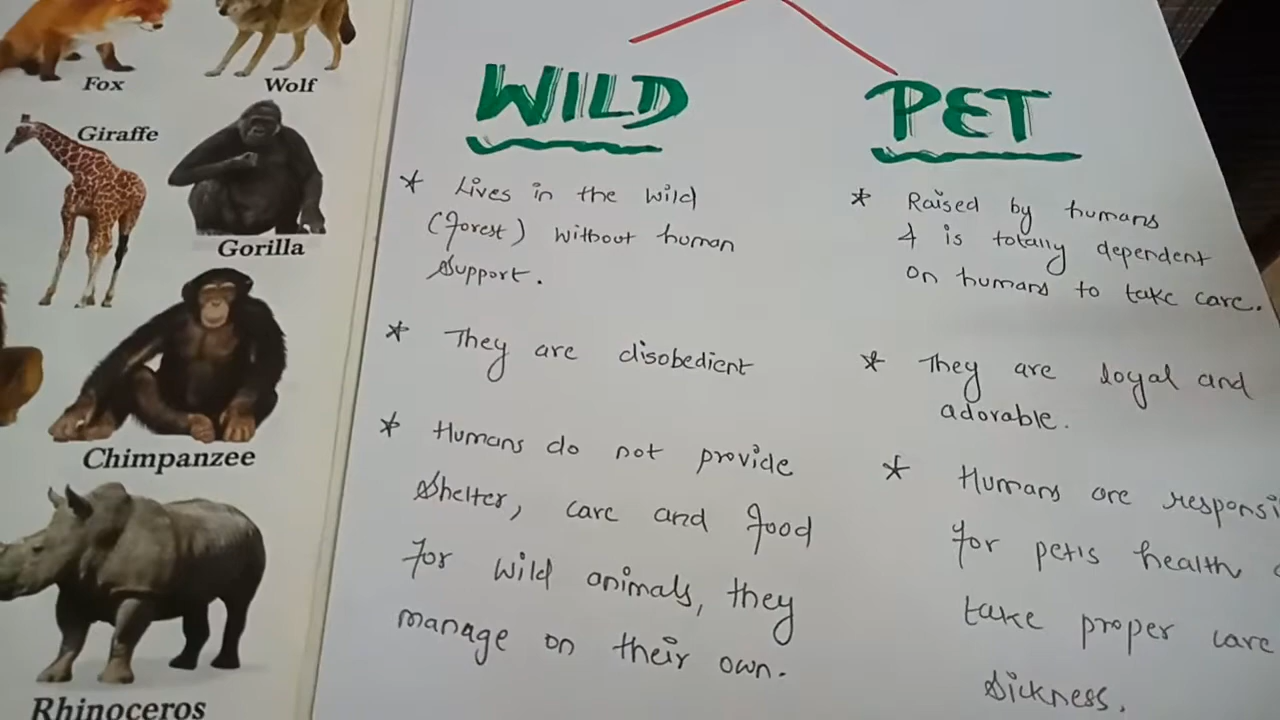 Fox
Wolf
Giraffe
Gorilla
Chimpanzee
Rhinoceros
WILD
* Lives in the wild
(forest) without human
support.
* They are disobedient
* Humans do not provide
shelter, care and food
for wild animals, they
manage on their own.
PET
* Raised by humans
& is totally dependent
on humans to take care.
* They are loyal and
adorable.
* Humans are
for pet's health
take proper care
sickness.